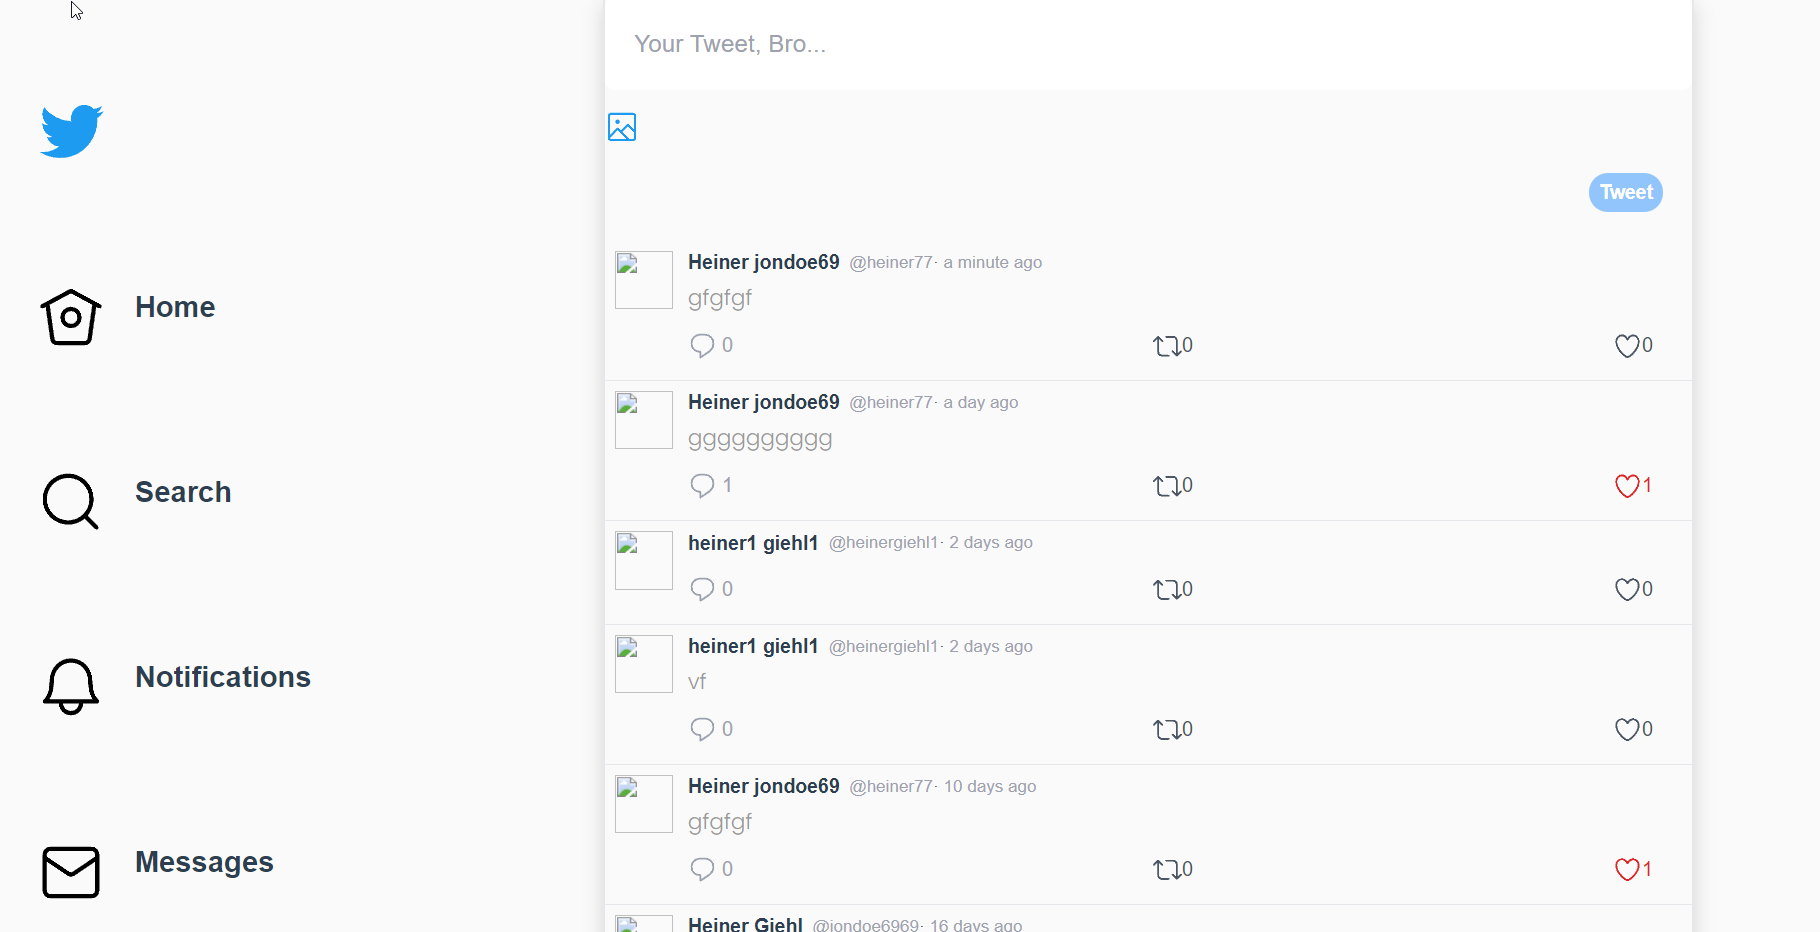 Your Tweet, Bro...
Tweet
Home
Search
Notifications
Messages
Heiner jondoe69 @heiner77· a minute ago
gfgfgf
0 0 0
Heiner jondoe69 @heiner77· a day ago
gggggggggg
1 0 1
heiner1 giehl1 @heinergiehl1· 2 days ago
0 0 0
heiner1 giehl1 @heinergiehl1· 2 days ago
vf
0 0 0
Heiner jondoe69 @heiner77· 10 days ago
gfgfgf
0 0 1
Heiner Giehl @jondoe6969· 16 days ago